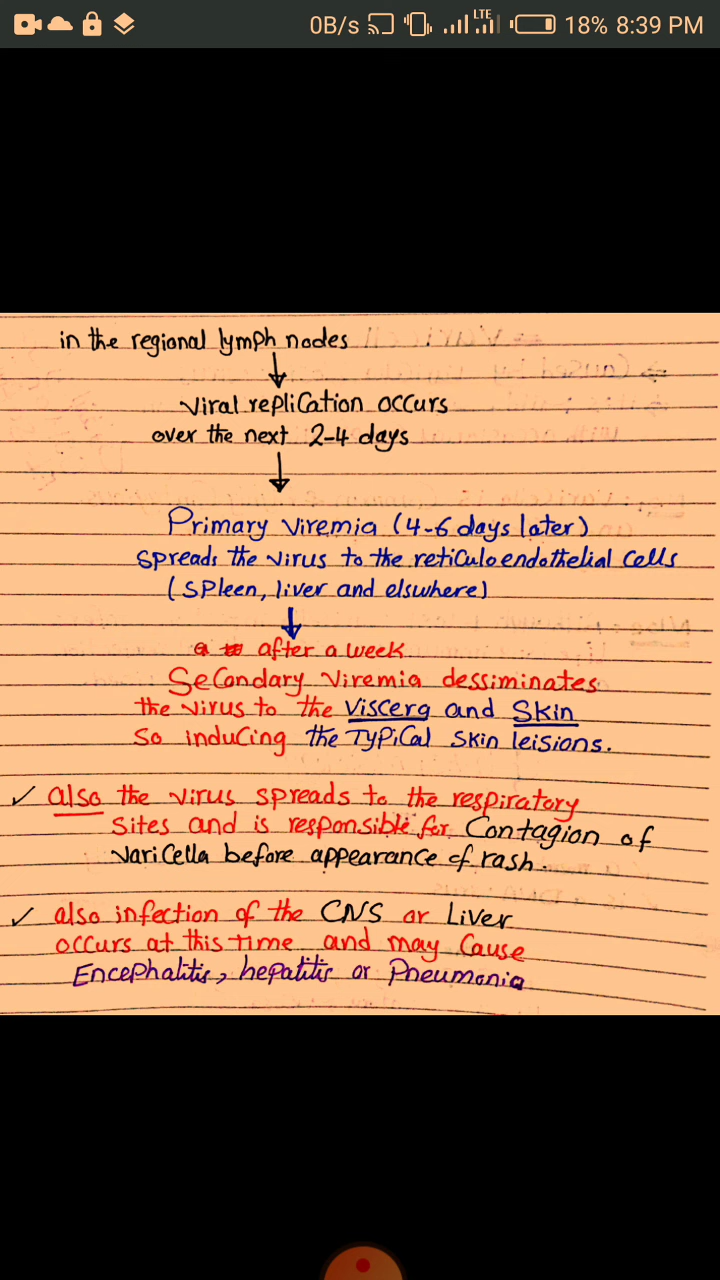 0B/s LTE 18% 8:39 PM
in the regional lymph nodes
Viral repliCation occurs
over the next 2-4 days
Primary viremia (4-6 days later)
spreads the virus to the reticuloendothelial cells
(spleen, liver and elswhere)
after a week
SeCondary Viremia dessiminates
the virus to the viscera and skin
so inducing the Typical skin leisions.
✓ also the virus spreads to the respiratory
sites and is responsible for Contagion of
variCella before appearance of rash.
✓ also infection of the CNS or Liver
occurs at this time and may Cause
Encephalitis, hepatitis or Pneumonia